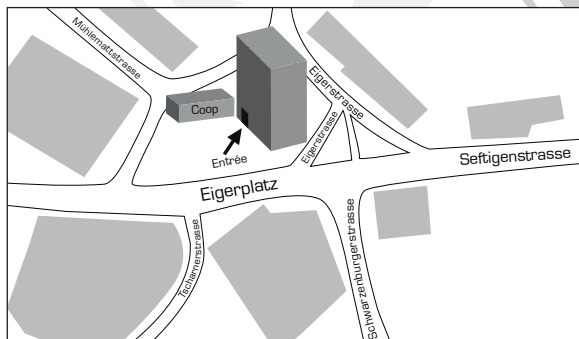 Mühlemattstrasse
Eigerstrasse
Coop
Eigerstrasse
Entrée
Seftigenstrasse
Eigerplatz
Tscharnerstrasse
Schwarzenburgerstrasse